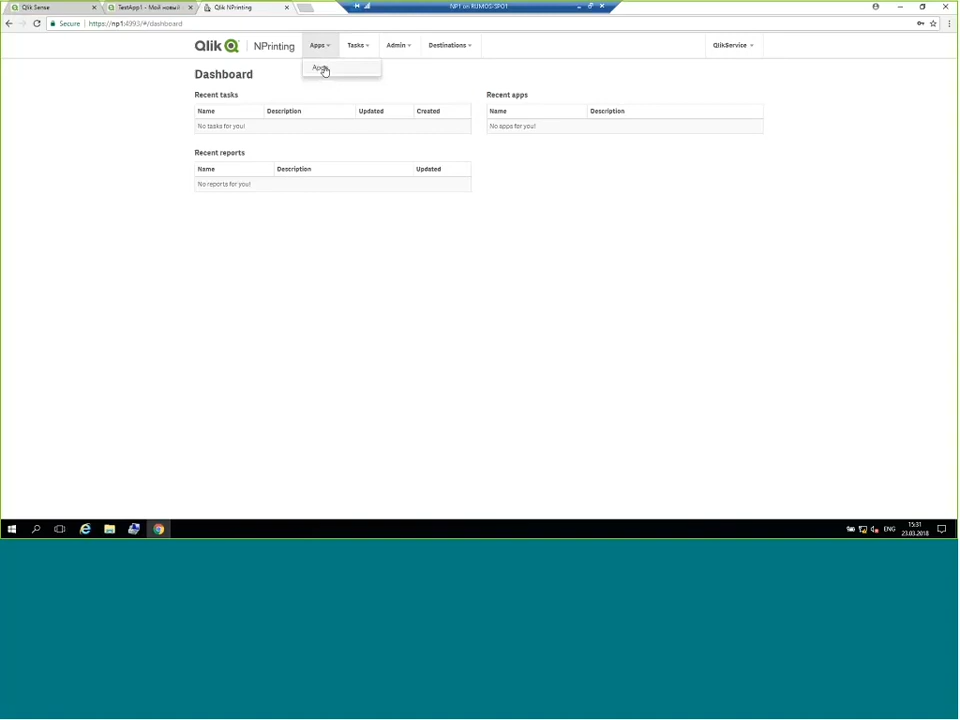 Qlik Sense
TestApp1 - Мой новый
Qlik NPrinting
NP1 on RUMOS-SPO1
Secure
https://np1:4993/#/dashboard
Qlik
NPrinting
Apps
Tasks
Admin
Destinations
QlikService
Apps
Dashboard
Recent tasks
Name Description Updated Created
No tasks for you!
Recent apps
Name Description
No apps for you!
Recent reports
Name Description Updated
No reports for you!
ENG
15:31
23.03.2018